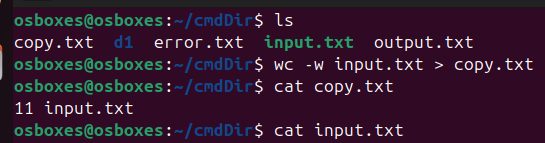 osboxes@osboxes:~/cmdDir$ ls
copy.txt  d1  error.txt  input.txt  output.txt
osboxes@osboxes:~/cmdDir$ wc -w input.txt > copy.txt
osboxes@osboxes:~/cmdDir$ cat copy.txt
11 input.txt
osboxes@osboxes:~/cmdDir$ cat input.txt